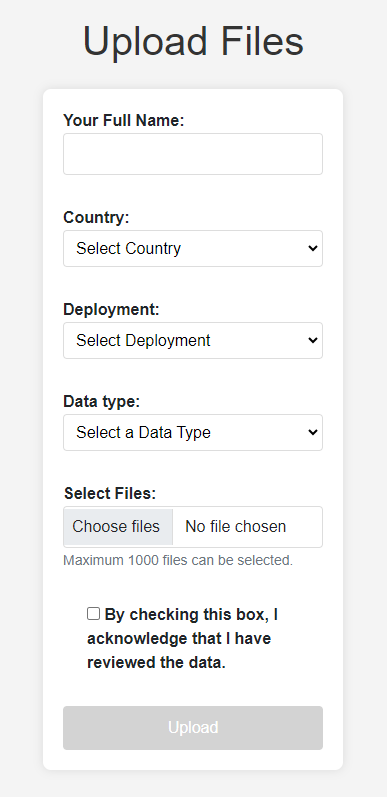 Upload Files
Your Full Name:
Country:
Select Country
Deployment:
Select Deployment
Data type:
Select a Data Type
Select Files:
Choose files No file chosen
Maximum 1000 files can be selected.
By checking this box, I
acknowledge that I have
reviewed the data.
Upload